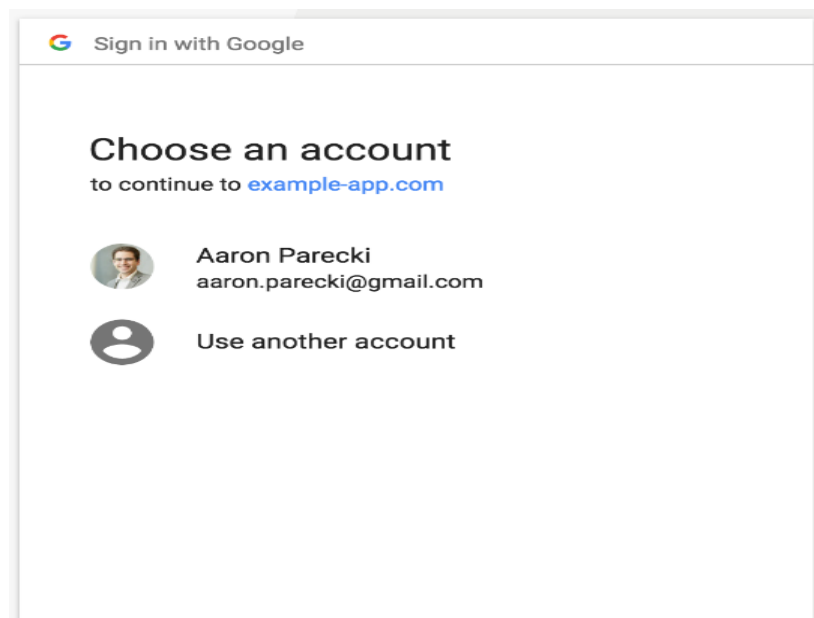 Sign in with Google
Choose an account
to continue to example-app.com
Aaron Parecki
aaron.parecki@gmail.com
Use another account